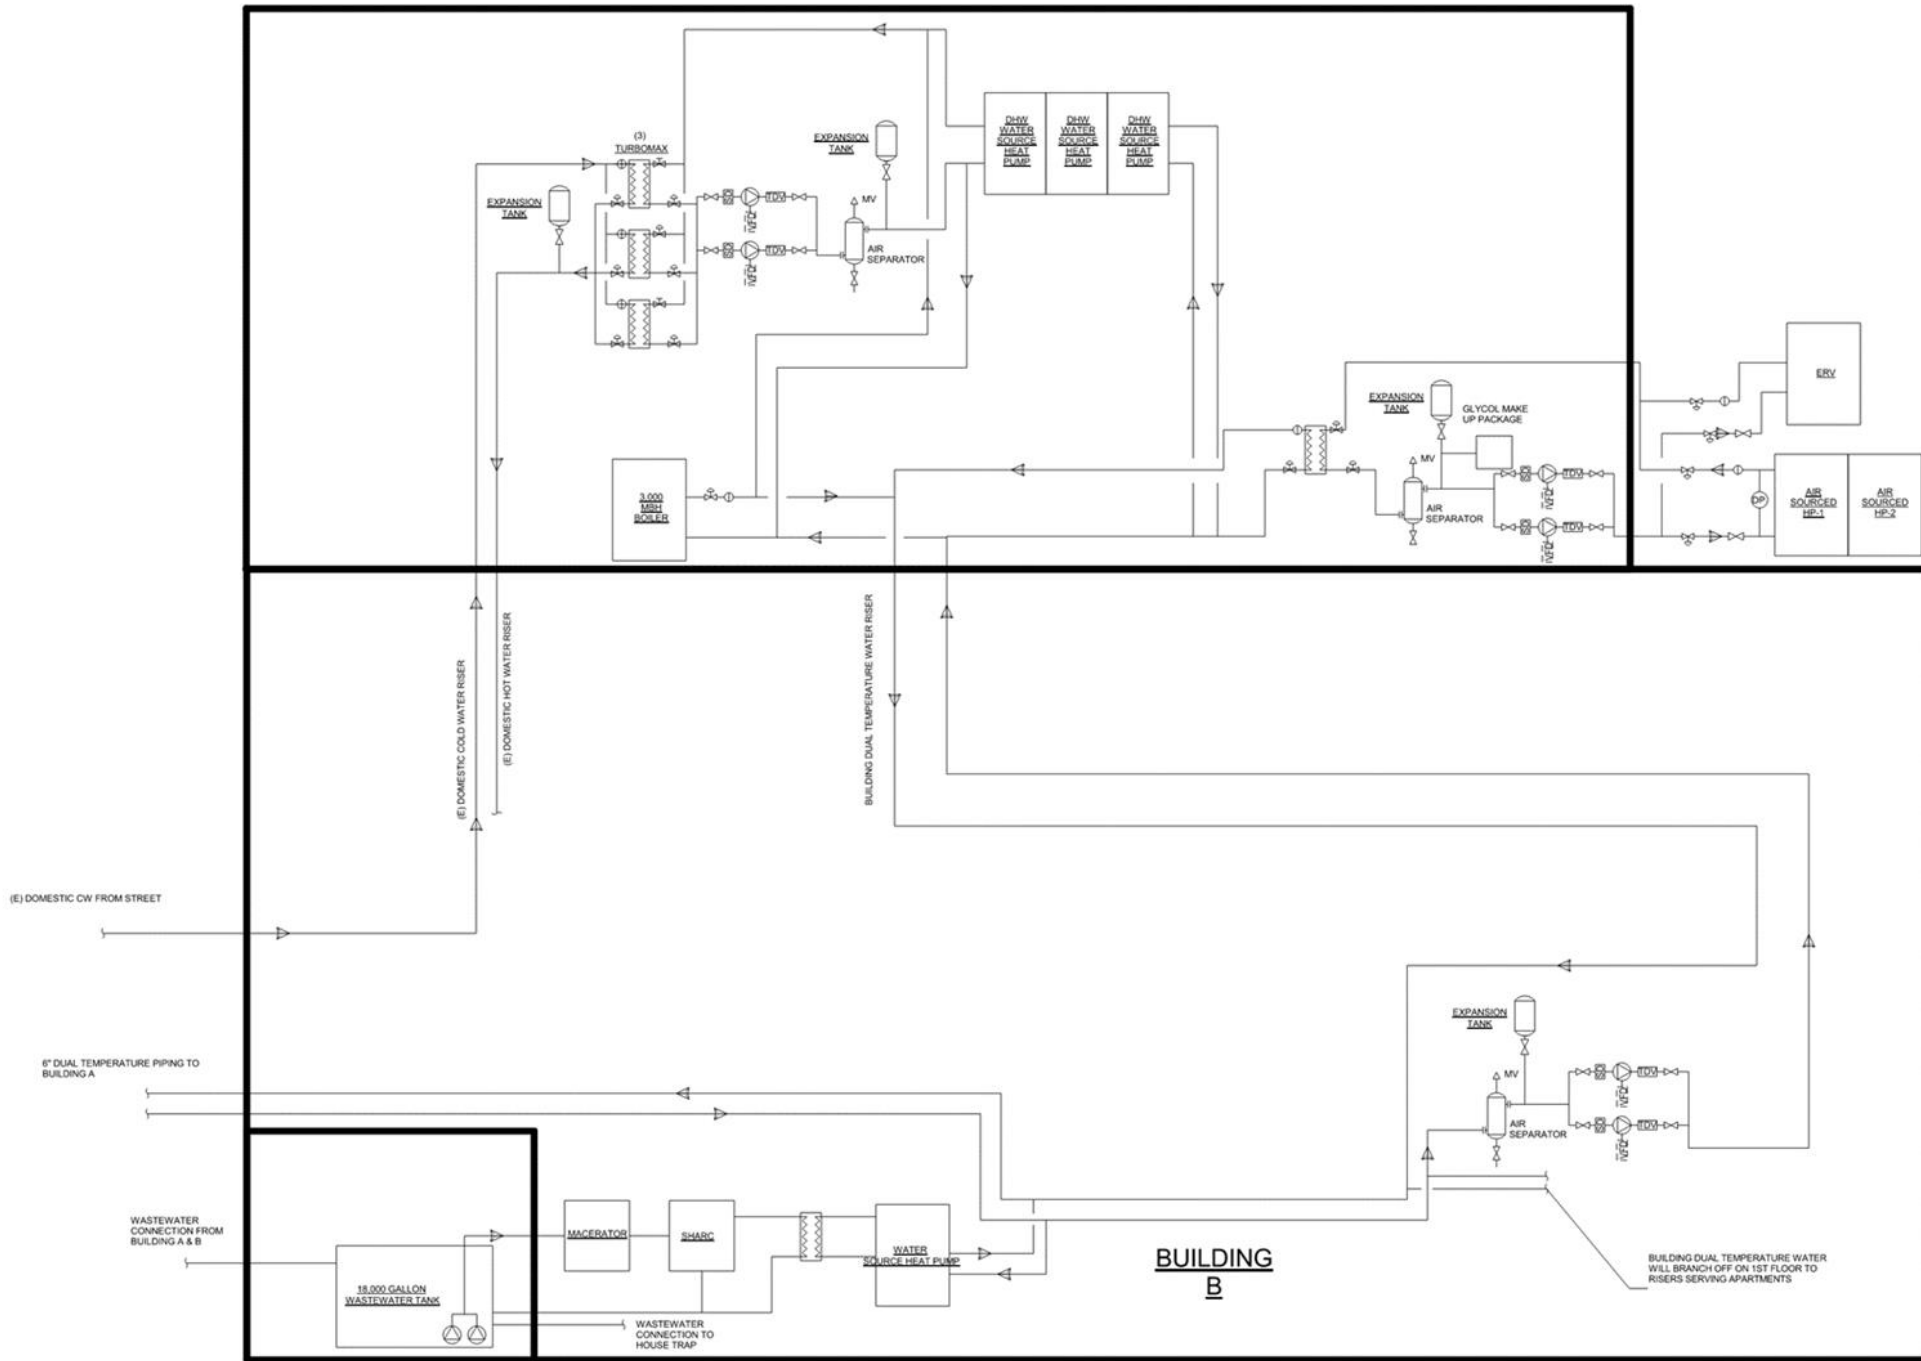 (3)
TURBOMAX
EXPANSION
TANK
EXPANSION
TANK
MV
AIR
SEPARATOR
TDV
TDV
VFD
VFD
DHW
WATER
SOURCE
HEAT
PUMP
DHW
WATER
SOURCE
HEAT
PUMP
DHW
WATER
SOURCE
HEAT
PUMP
ERV
EXPANSION
TANK
GLYCOL MAKE
UP PACKAGE
MV
AIR
SEPARATOR
TDV
TDV
VFD
VFD
DP
AIR
SOURCED
HP-1
AIR
SOURCED
HP-2
3,000
MBH
BOILER
(E) DOMESTIC COLD WATER RISER
(E) DOMESTIC HOT WATER RISER
BUILDING DUAL TEMPERATURE WATER RISER
(E) DOMESTIC CW FROM STREET
6" DUAL TEMPERATURE PIPING TO
BUILDING A
EXPANSION
TANK
MV
AIR
SEPARATOR
TDV
TDV
VFD
VFD
WASTEWATER
CONNECTION FROM
BUILDING A & B
18,000 GALLON
WASTEWATER TANK
MACERATOR
SHARC
WATER
SOURCE HEAT PUMP
WASTEWATER
CONNECTION TO
HOUSE TRAP
BUILDING
B
BUILDING DUAL TEMPERATURE WATER
WILL BRANCH OFF ON 1ST FLOOR TO
RISERS SERVING APARTMENTS